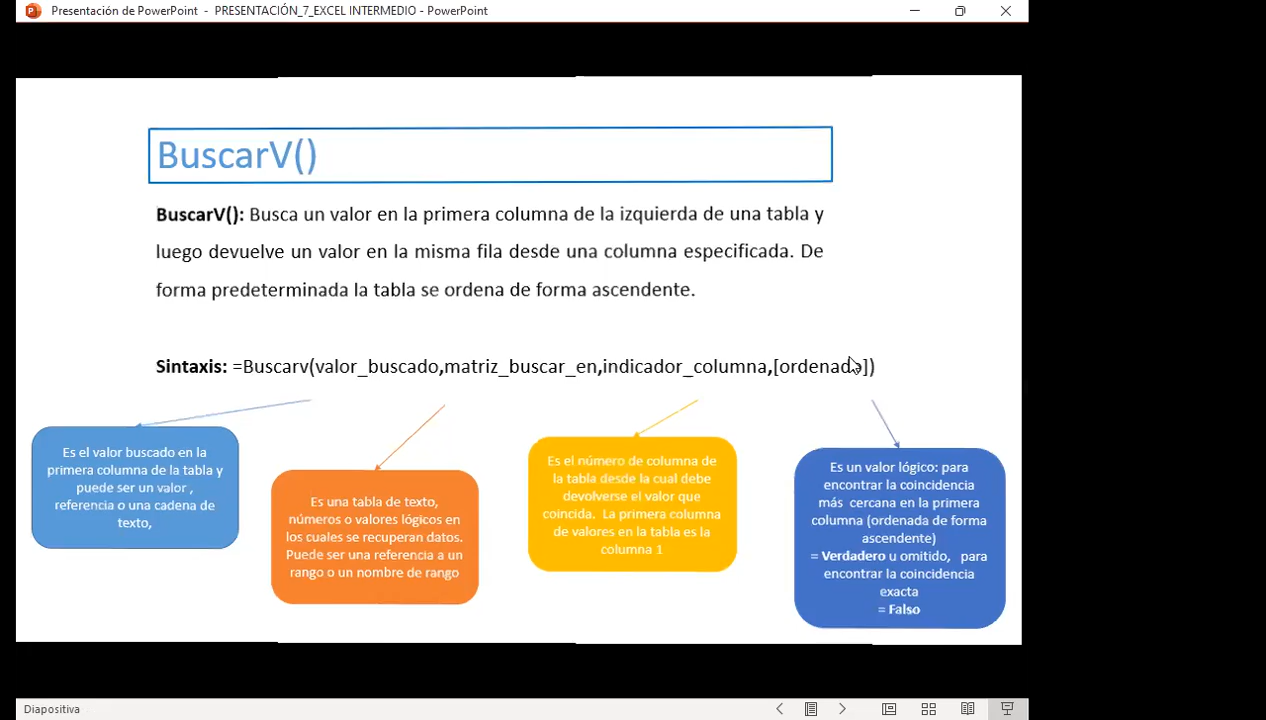 Presentación de PowerPoint - PRESENTACIÓN_7_EXCEL INTERMEDIO - PowerPoint
BuscarV()
BuscarV(): Busca un valor en la primera columna de la izquierda de una tabla y
luego devuelve un valor en la misma fila desde una columna especificada. De
forma predeterminada la tabla se ordena de forma ascendente.
Sintaxis: =Buscarv(valor_buscado,matriz_buscar_en,indicador_columna,[ordenada])
Es el valor buscado en la
primera columna de la tabla y
puede ser un valor ,
referencia o una cadena de
texto,
Es una tabla de texto,
números o valores lógicos en
los cuales se recuperan datos.
Puede ser una referencia a un
rango o un nombre de rango
Es el número de columna de
la tabla desde la cual debe
devolverse el valor que
coincida. La primera columna
de valores en la tabla es la
columna 1
Es un valor lógico: para
encontrar la coincidencia
más cercana en la primera
columna (ordenada de forma
ascendente)
= Verdadero u omitido, para
encontrar la coincidencia
exacta
= Falso
Diapositiva